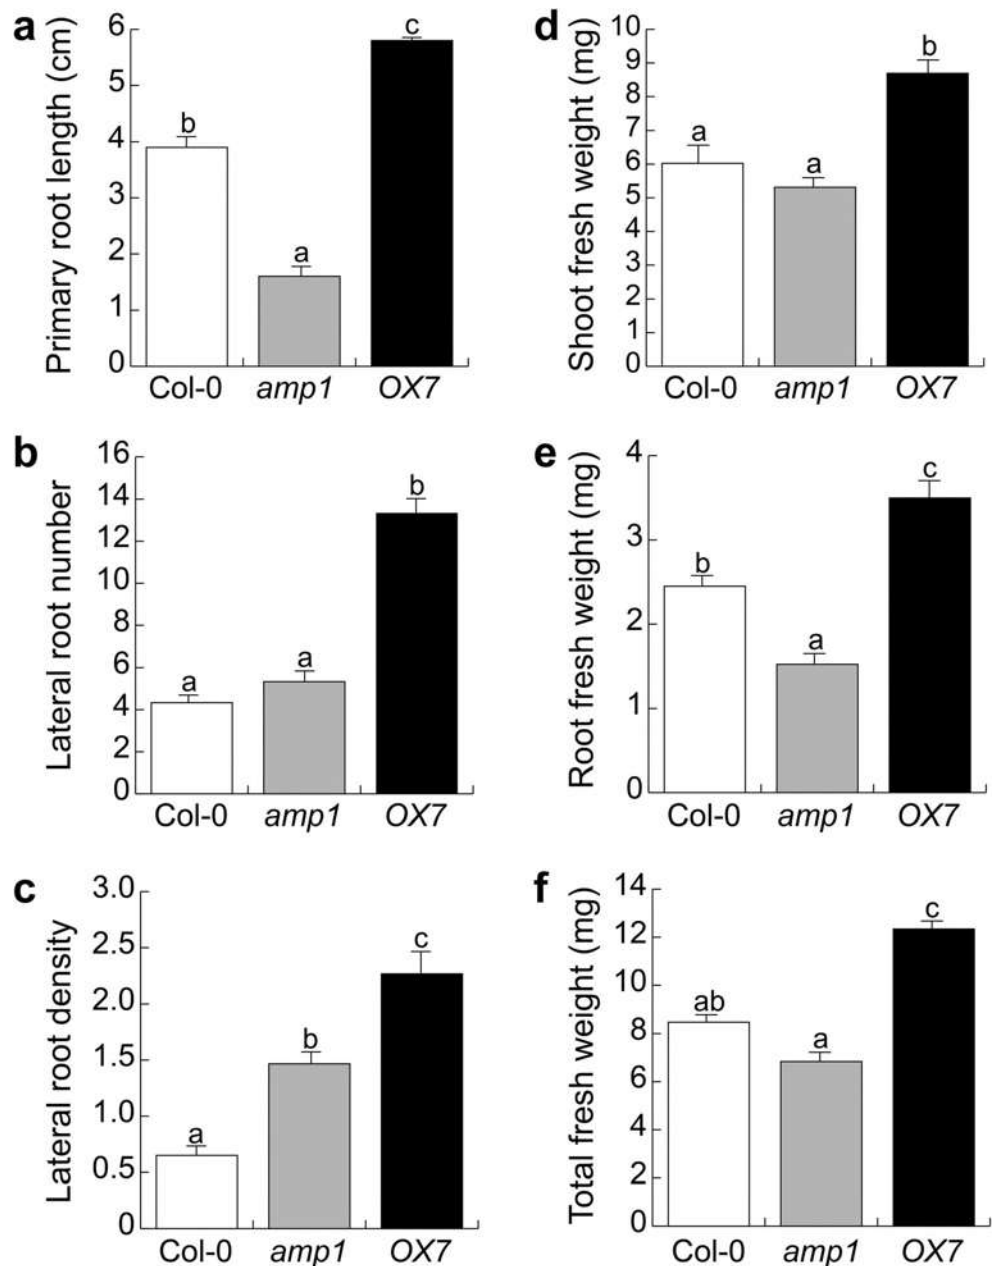 a
Primary root length (cm)
6
5
4
3
2
1
0
b
a
c
Col-0 amp1 OX7
b
Lateral root number
16
14
12
10
8
6
4
2
0
a
a
b
Col-0 amp1 OX7
c
Lateral root density
3.0
2.5
2.0
1.5
1.0
0.5
0
a
b
c
Col-0 amp1 OX7
d
Shoot fresh weight (mg)
10
9
8
7
6
5
4
3
2
1
0
a
a
b
Col-0 amp1 OX7
e
Root fresh weight (mg)
4
3
2
1
0
b
a
c
Col-0 amp1 OX7
f
Total fresh weight (mg)
14
12
10
8
6
4
2
0
ab
a
c
Col-0 amp1 OX7